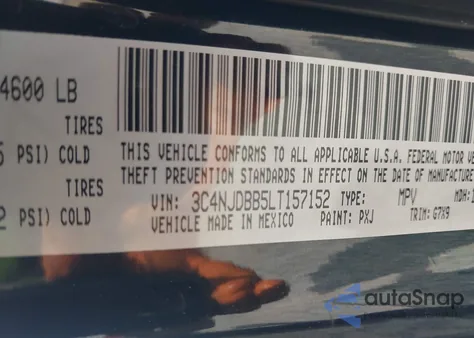 4600 LB
TIRES
PSI) COLD
THIS VEHICLE CONFORMS TO ALL APPLICABLE U.S.A. FEDERAL MOTOR
THEFT PREVENTION STANDARDS IN EFFECT ON THE DATE OF MANUFACTURE
TIRES
VIN: 3C4NJDBB5LT157152 TYPE: MPV MDH:
PSI) COLD
VEHICLE MADE IN MEXICO PAINT: PXJ TRIM: G7X9
autoSnap